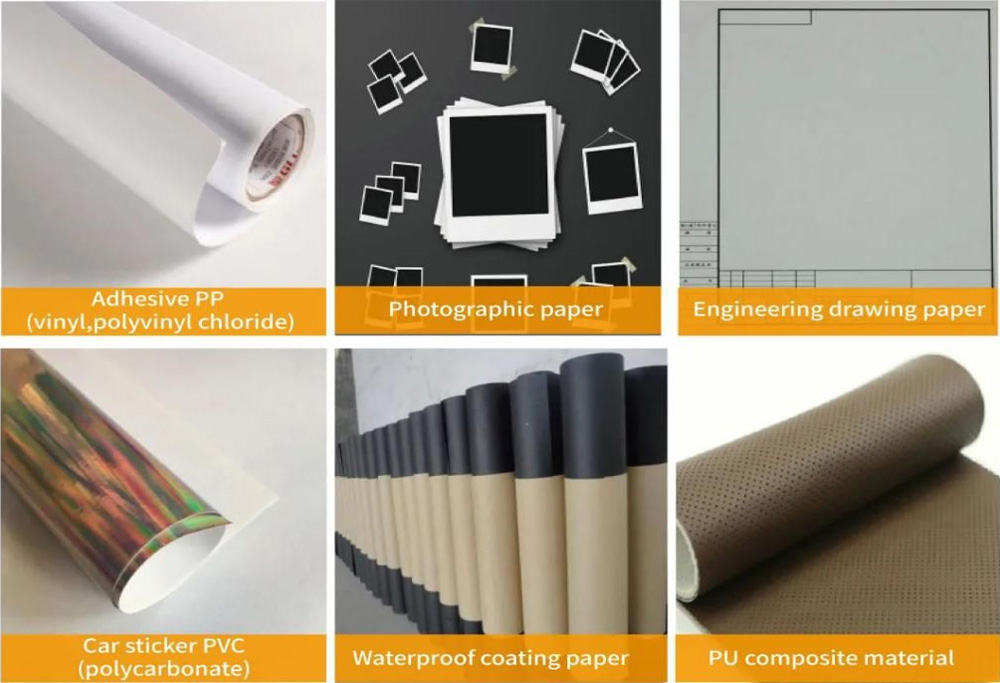 Adhesive PP
(vinyl,polyvinyl chloride)
Photographic paper
Engineering drawing paper
Car sticker PVC
(polycarbonate)
Waterproof coating paper
PU composite material